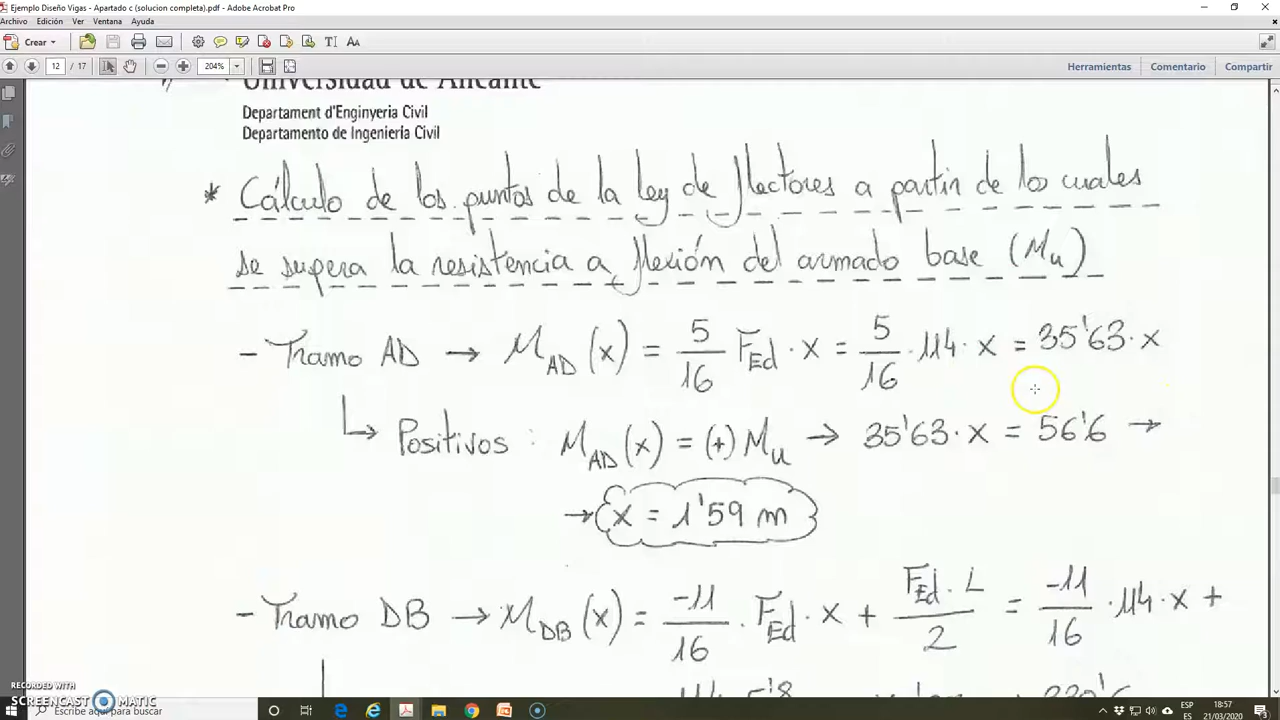 Ejemplo Diseño Vigas - Apartado c (solucion completa).pdf - Adobe Acrobat Pro
Archivo Edición Ver Ventana Ayuda
Crear
12 / 17 204%
Herramientas Comentario Compartir
Universidad de Alicante
Departament d'Enginyeria Civil
Departamento de Ingeniería Civil
* Cálculo de los puntos de la ley de flectores a partir de los cuales
se supera la resistencia a flexión del armado base (Mu)
- Tramo AD → M_AD (x) = 5/16 F_Ed · x = 5/16 · 114 · x = 35'63 · x
↳ Positivos : M_AD (x) = (+) Mu → 35'63 · x = 56'6 →
→ x = 1'59 m
- Tramo DB → M_DB (x) = -11/16 · F_Ed · x + F_Ed · L / 2 = -11/16 · 114 · x +
RECORDED WITH
SCREENCAST MATIC
Escribe aquí para buscar
ESP
ES
18:57
21/03/2020